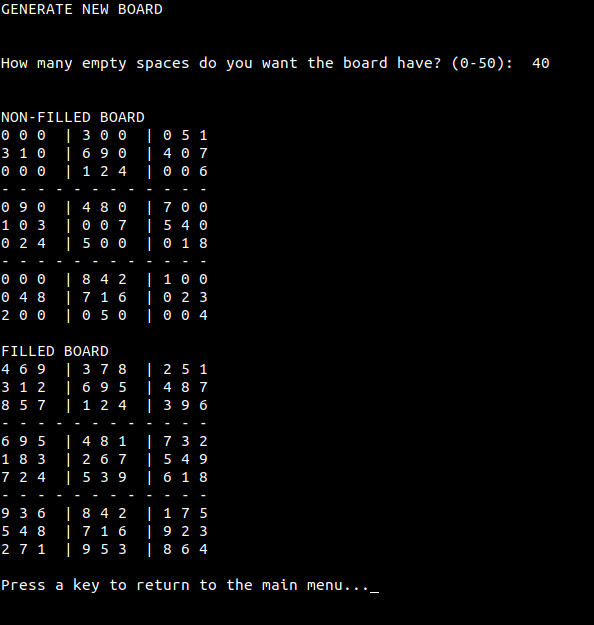 GENERATE NEW BOARD
How many empty spaces do you want the board have? (0-50):  40
NON-FILLED BOARD
0 0 0  | 3 0 0  | 0 5 1
3 1 0  | 6 9 0  | 4 0 7
0 0 0  | 1 2 4  | 0 0 6
- - - - - - - - - - - -
0 9 0  | 4 8 0  | 7 0 0
1 0 3  | 0 0 7  | 5 4 0
0 2 4  | 5 0 0  | 0 1 8
- - - - - - - - - - - -
0 0 0  | 8 4 2  | 1 0 0
0 4 8  | 7 1 6  | 0 2 3
2 0 0  | 0 5 0  | 0 0 4
FILLED BOARD
4 6 9  | 3 7 8  | 2 5 1
3 1 2  | 6 9 5  | 4 8 7
8 5 7  | 1 2 4  | 3 9 6
- - - - - - - - - - - -
6 9 5  | 4 8 1  | 7 3 2
1 8 3  | 2 6 7  | 5 4 9
7 2 4  | 5 3 9  | 6 1 8
- - - - - - - - - - - -
9 3 6  | 8 4 2  | 1 7 5
5 4 8  | 7 1 6  | 9 2 3
2 7 1  | 9 5 3  | 8 6 4
Press a key to return to the main menu..._